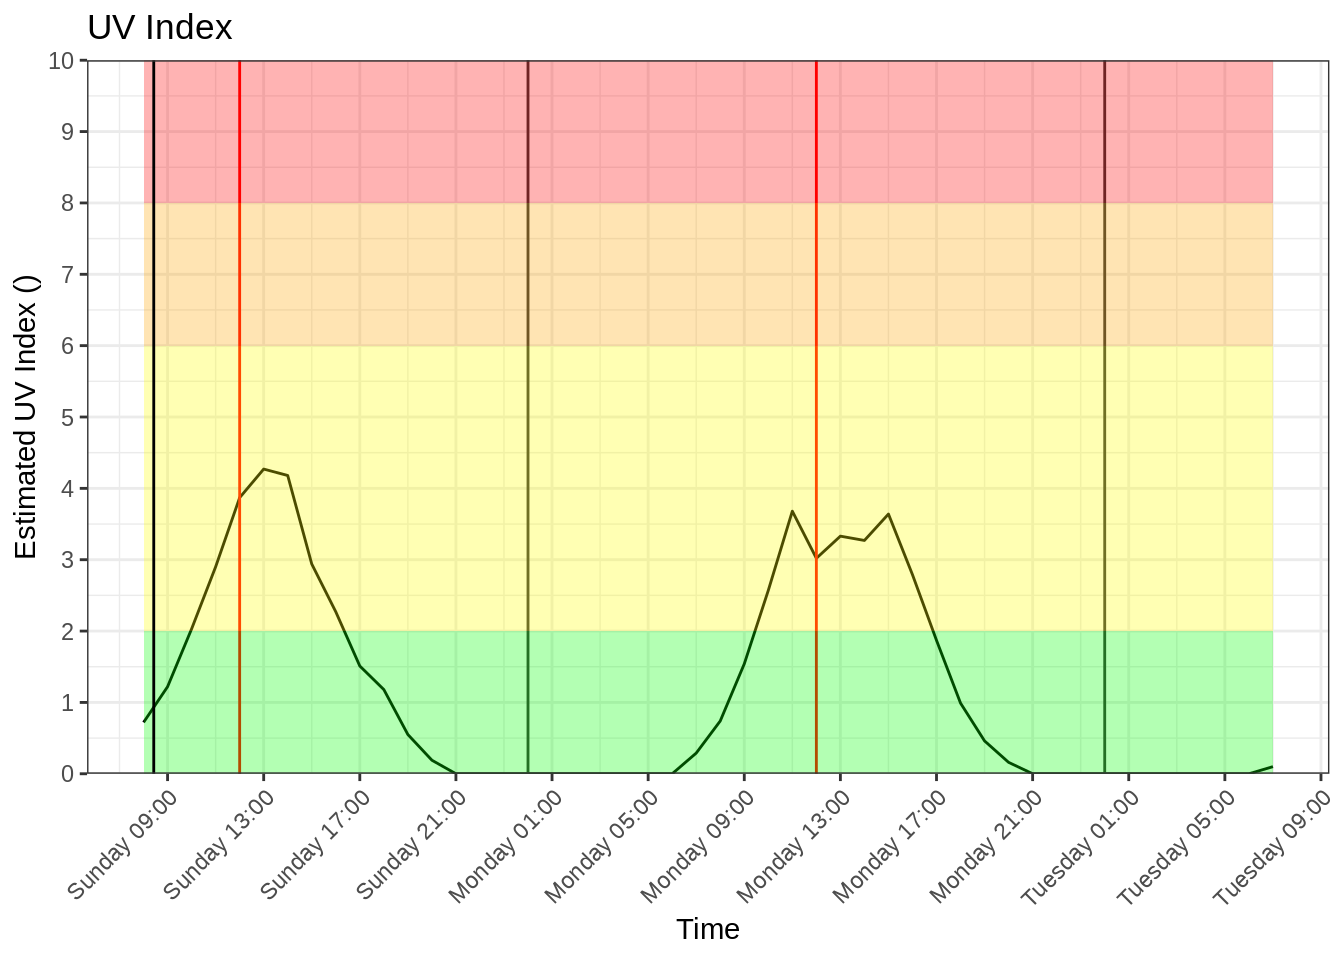 UV Index
Estimated UV Index ()
10
9
8
7
6
5
4
3
2
1
0
Sunday 09:00
Sunday 13:00
Sunday 17:00
Sunday 21:00
Monday 01:00
Monday 05:00
Monday 09:00
Monday 13:00
Monday 17:00
Monday 21:00
Tuesday 01:00
Tuesday 05:00
Tuesday 09:00
Time